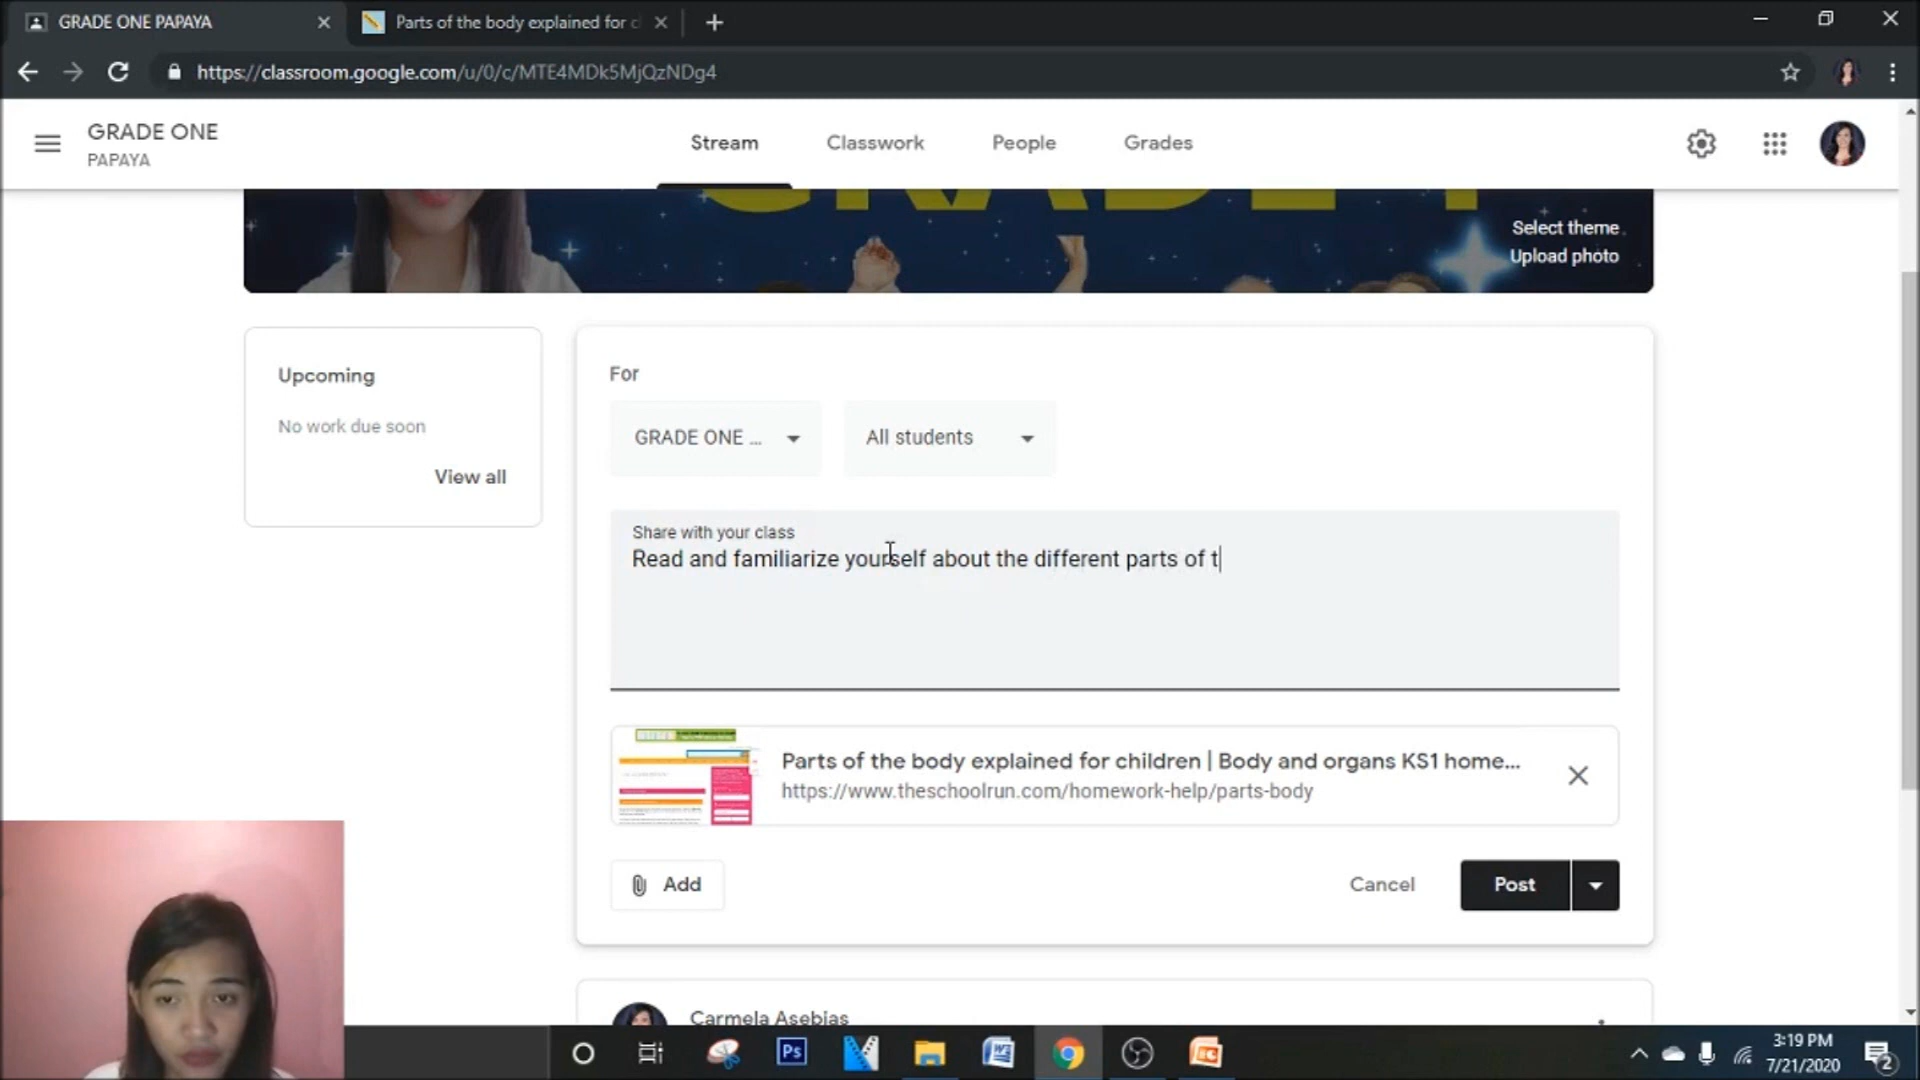 GRADE ONE PAPAYA
Parts of the body explained for c
https://classroom.google.com/u/0/c/MTE4MDk5MjQzNDg4
GRADE ONE
PAPAYA
Stream
Classwork
People
Grades
Select theme
Upload photo
Upcoming
No work due soon
View all
For
GRADE ONE ...
All students
Share with your class
Read and familiarize yourself about the different parts of t
Parts of the body explained for children | Body and organs KS1 home...
https://www.theschoolrun.com/homework-help/parts-body
Add
Cancel
Post
Carmela Asebias
Ps
3:19 PM
7/21/2020
2